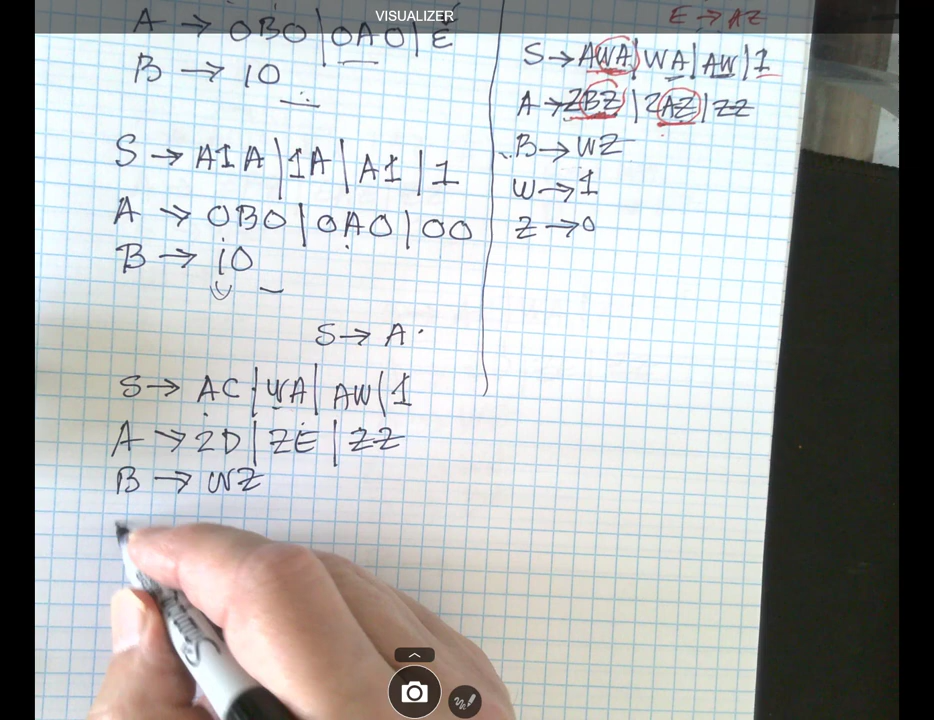 VISUALIZER
A → 0B0 | 0A0 | ε
B → 10
S → A1A | 1A | A1 | 1
A → 0B0 | 0A0 | 00
B → 10
S → A
S → AC | WA | AW | 1
A → ZD | ZE | ZZ
B → WZ
E → AZ
S → AWA | WA | AW | 1
A → ZBZ | ZAZ | ZZ
B → WZ
W → 1
Z → 0